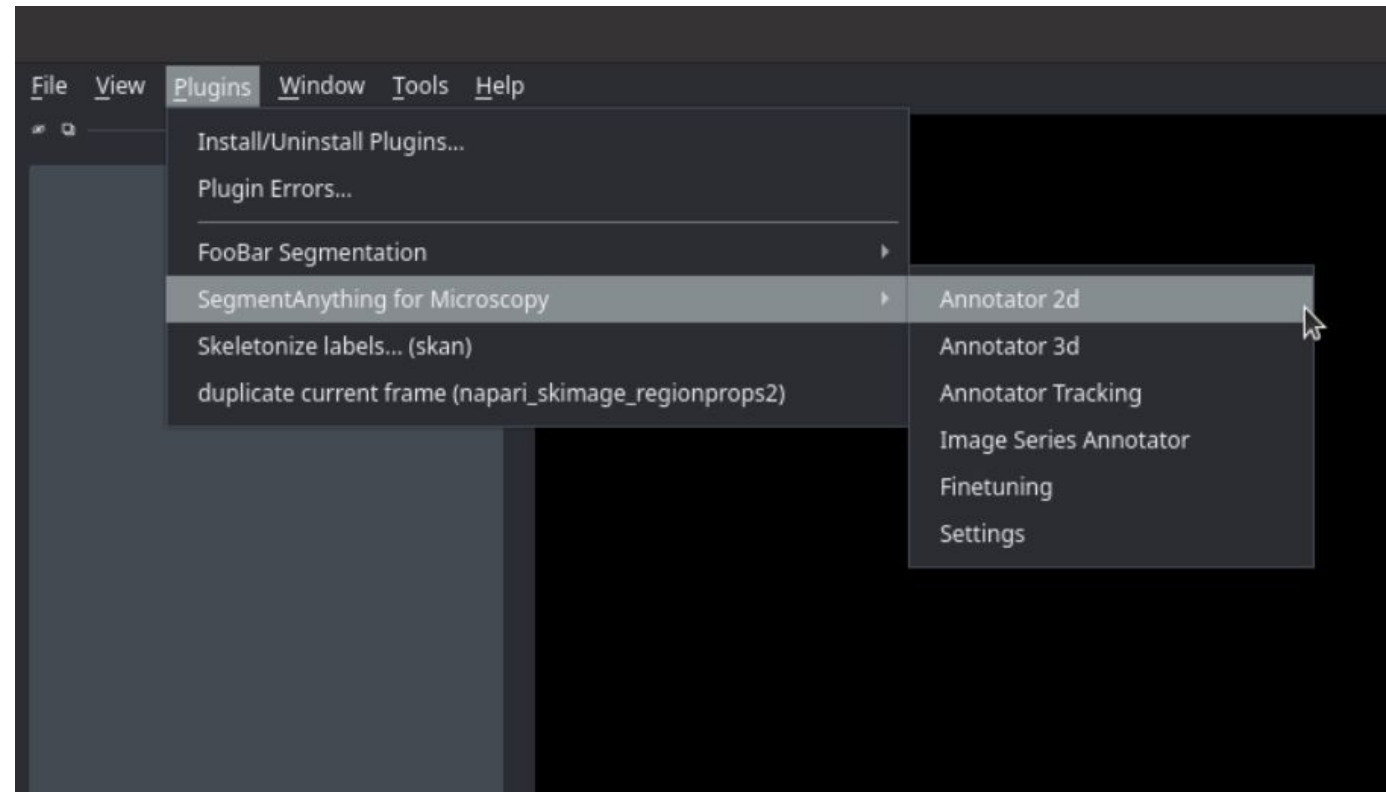 File View Plugins Window Tools Help
Install/Uninstall Plugins...
Plugin Errors...
FooBar Segmentation
SegmentAnything for Microscopy
Skeletonize labels... (skan)
duplicate current frame (napari_skimage_regionprops2)
Annotator 2d
Annotator 3d
Annotator Tracking
Image Series Annotator
Finetuning
Settings